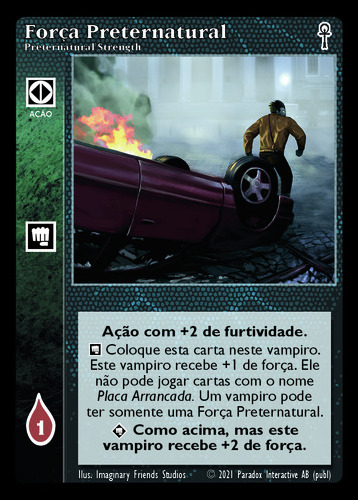 Força Preternatural
Preternatural Strength
AÇÃO
Ação com +2 de furtividade.
Coloque esta carta neste vampiro.
Este vampiro recebe +1 de força. Ele
não pode jogar cartas com o nome
Placa Arrancada. Um vampiro pode
ter somente uma Força Preternatural.
Como acima, mas este
vampiro recebe +2 de força.
1
Ilus. Imaginary Friends Studios © 2021 Paradox Interactive AB (publ)